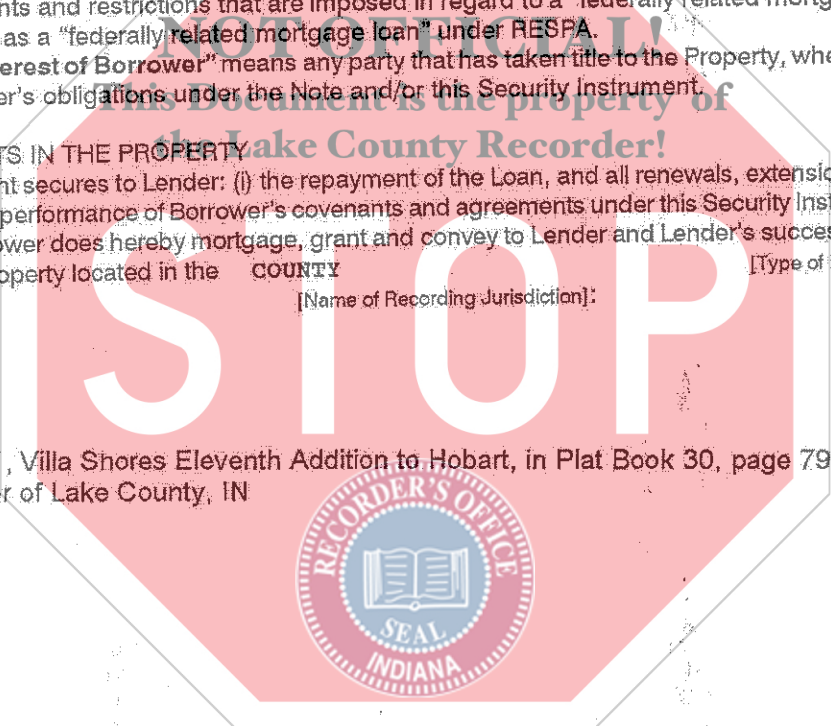 nts and restrictions that are imposed in regard to a "federally related mortg
as a "federally related mortgage loan" under RESPA.
NOT OFFICIAL!
erest of Borrower" means any party that has taken title to the Property, whe
er's obligations under the Note and/or this Security Instrument.
This Document is the property of
the Lake County Recorder!
TS IN THE PROPERTY
nt secures to Lender: (i) the repayment of the Loan, and all renewals, extensio
performance of Borrower's covenants and agreements under this Security Inst
ower does hereby mortgage, grant and convey to Lender and Lender's succes
operty located in the COUNTY [Type of
[Name of Recording Jurisdiction]:
STOP
, Villa Shores Eleventh Addition to Hobart, in Plat Book 30, page 79
r of Lake County, IN
RECORDER'S OFFICE
SEAL
INDIANA